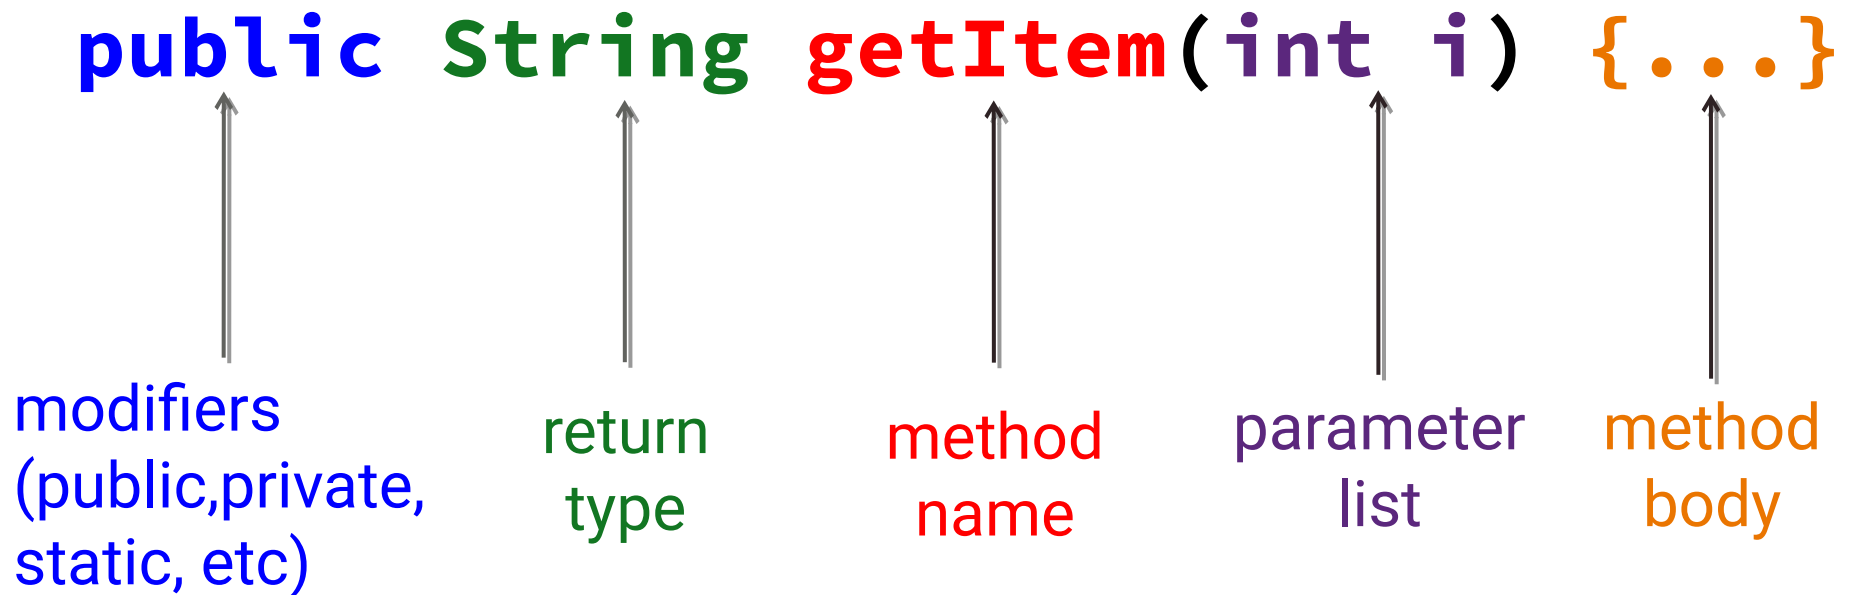 public String getItem(int i) {...}
modifiers
(public,private,
static, etc)
return
type
method
name
parameter
list
method
body